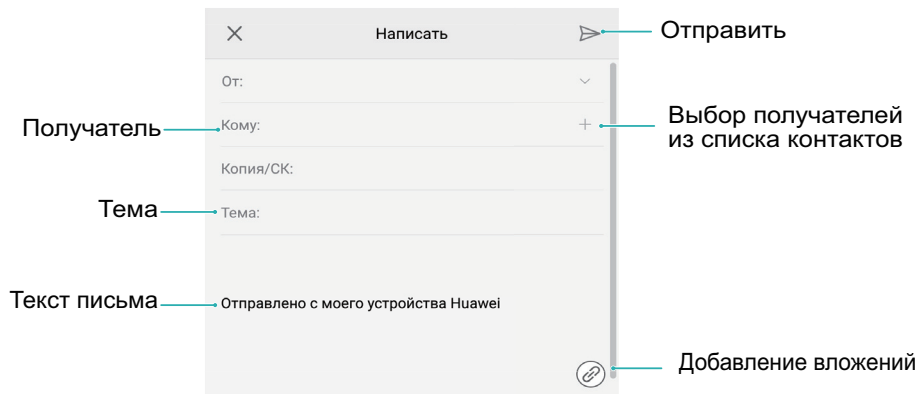 Написать
Отправить
От:
Получатель
Кому:
Выбор получателей
из списка контактов
Копия/СК:
Тема
Тема:
Текст письма
Отправлено с моего устройства Huawei
Добавление вложений